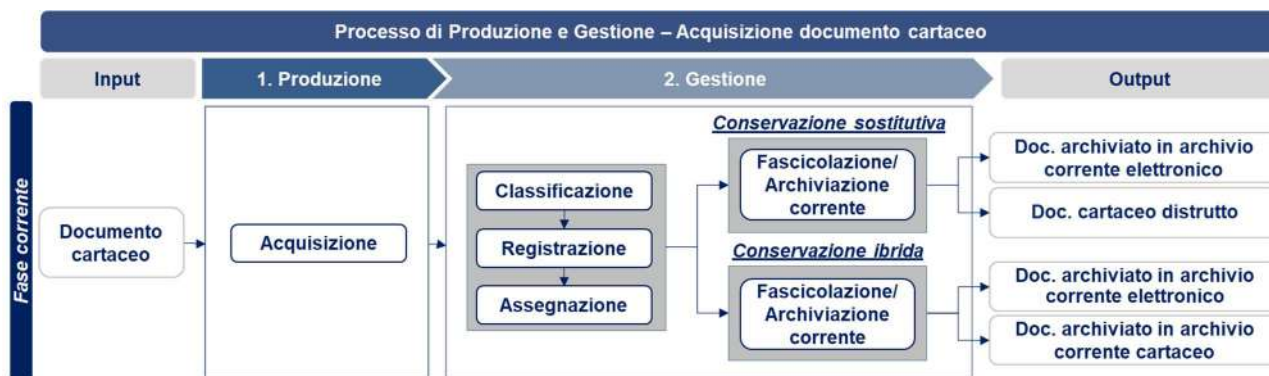 Processo di Produzione e Gestione – Acquisizione documento cartaceo
Input
1. Produzione
2. Gestione
Output
Fase corrente
Documento
cartaceo
Acquisizione
Classificazione
Registrazione
Assegnazione
Conservazione sostitutiva
Fascicolazione/
Archiviazione
corrente
Conservazione ibrida
Fascicolazione/
Archiviazione
corrente
Doc. archiviato in archivio
corrente elettronico
Doc. cartaceo distrutto
Doc. archiviato in archivio
corrente elettronico
Doc. archiviato in archivio
corrente cartaceo